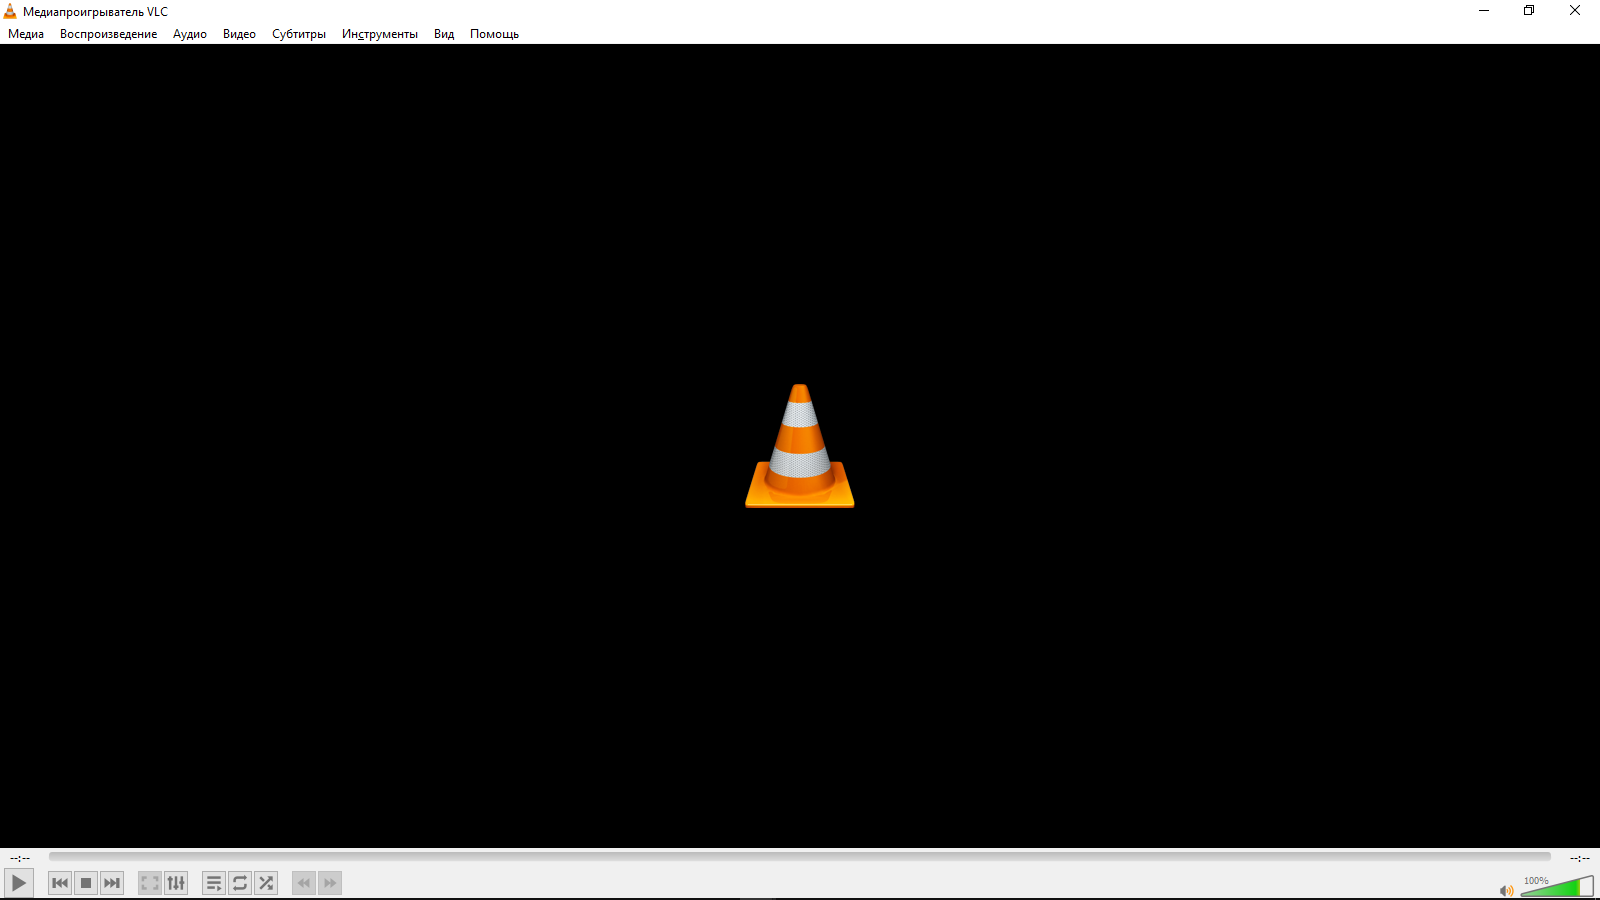 Медиапроигрыватель VLC
Медиа Воспроизведение Аудио Видео Субтитры Инструменты Вид Помощь
--:-- --:--
100%